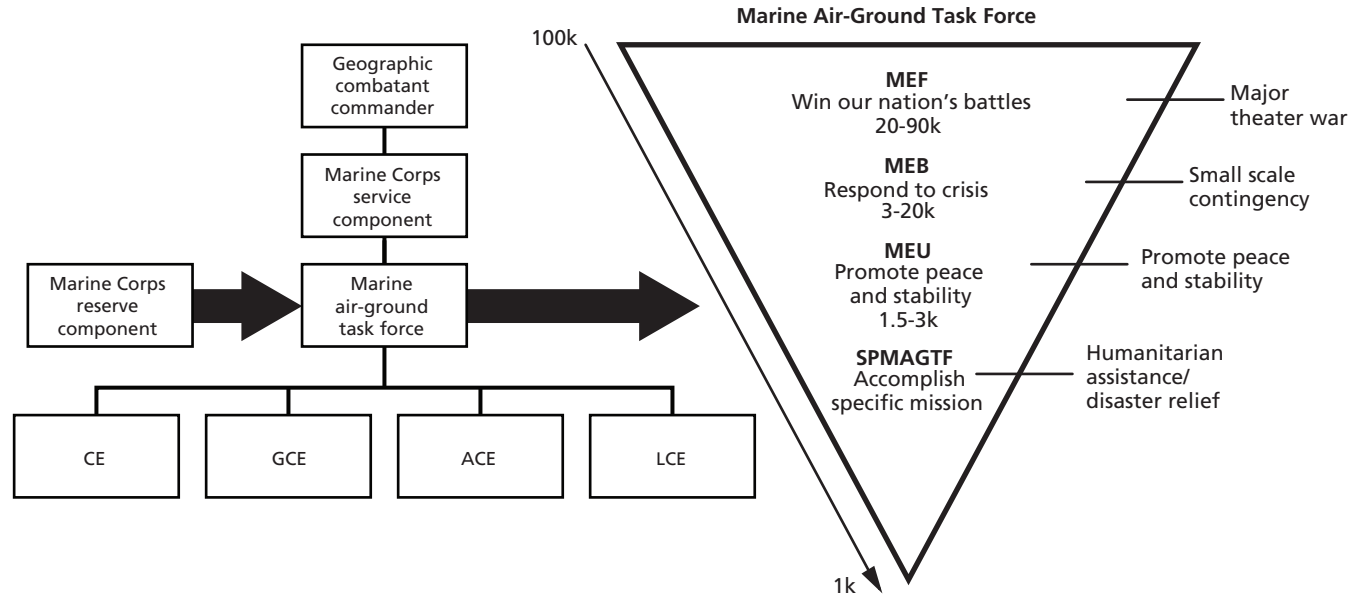 Geographic
combatant
commander
Marine Corps
service
component
Marine Corps
reserve
component
Marine
air-ground
task force
CE
GCE
ACE
LCE
Marine Air-Ground Task Force
100k
MEF
Win our nation's battles
20-90k
Major
theater war
MEB
Respond to crisis
3-20k
Small scale
contingency
MEU
Promote peace
and stability
1.5-3k
Promote peace
and stability
SPMAGTF
Accomplish
specific mission
Humanitarian
assistance/
disaster relief
1k